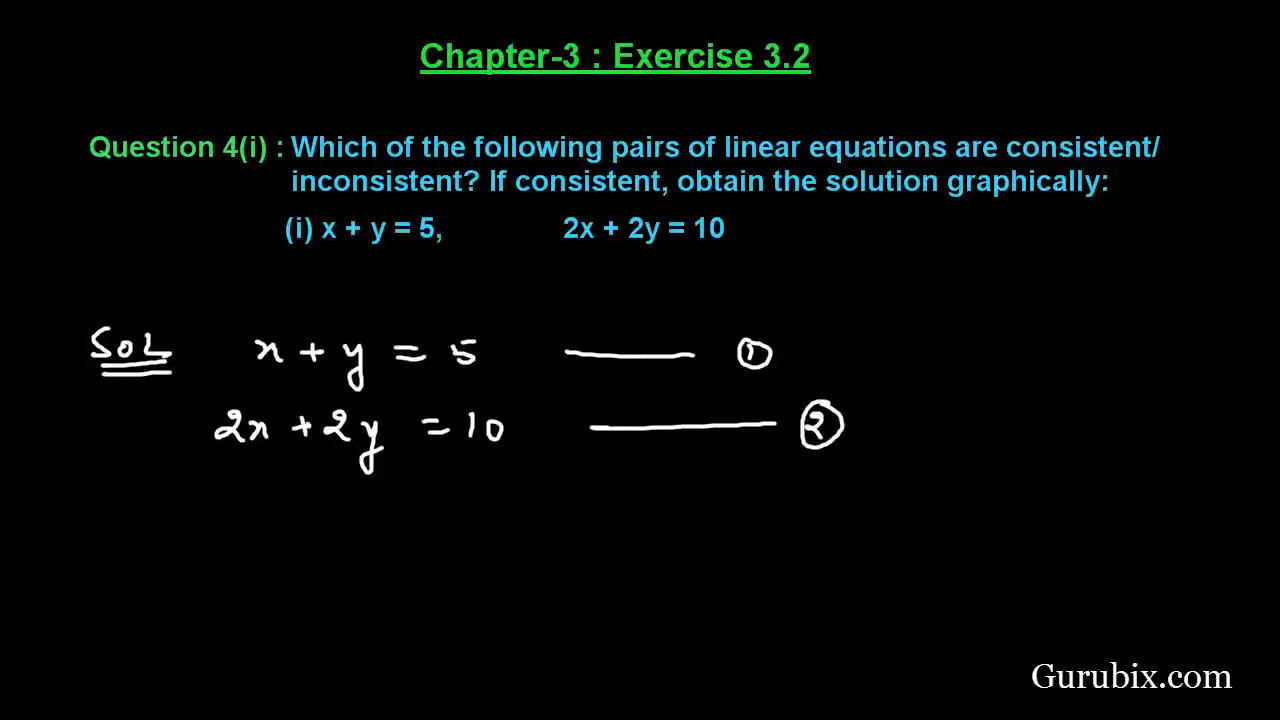 Chapter-3 : Exercise 3.2
Question 4(i) : Which of the following pairs of linear equations are consistent/
inconsistent? If consistent, obtain the solution graphically:
(i) x + y = 5, 2x + 2y = 10
SOL x + y = 5 —— ①
2x + 2y = 10 —— ②
Gurubix.com